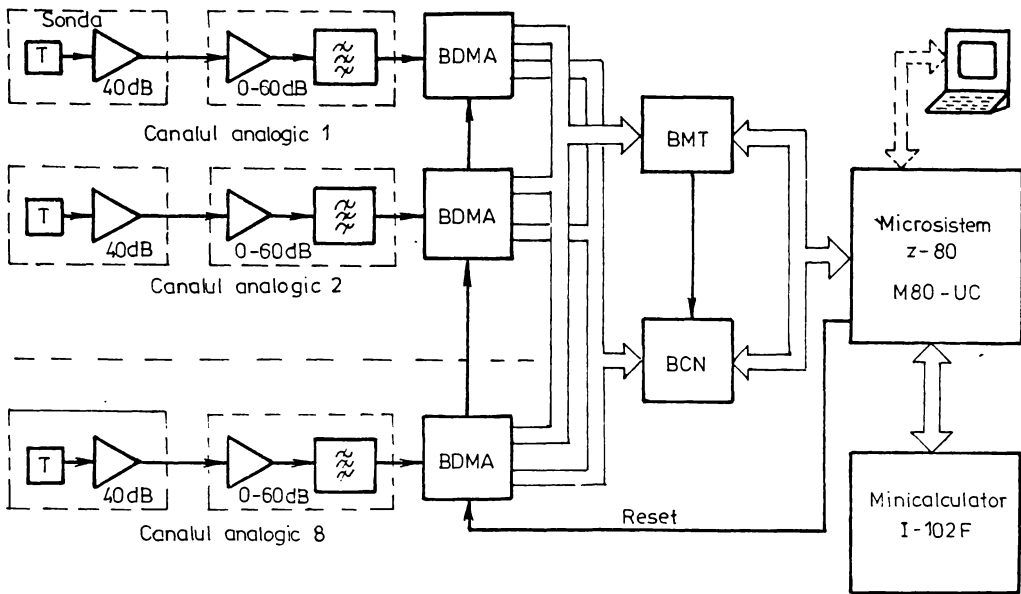 Sonda
T
40dB
0-60dB
BDMA
Canalul analogic 1
BMT
T
40dB
0-60dB
BDMA
Canalul analogic 2
Microsistem
z-80
M80-UC
BCN
T
40dB
0-60dB
BDMA
Canalul analogic 8
Reset
Minicalculator
I-102F